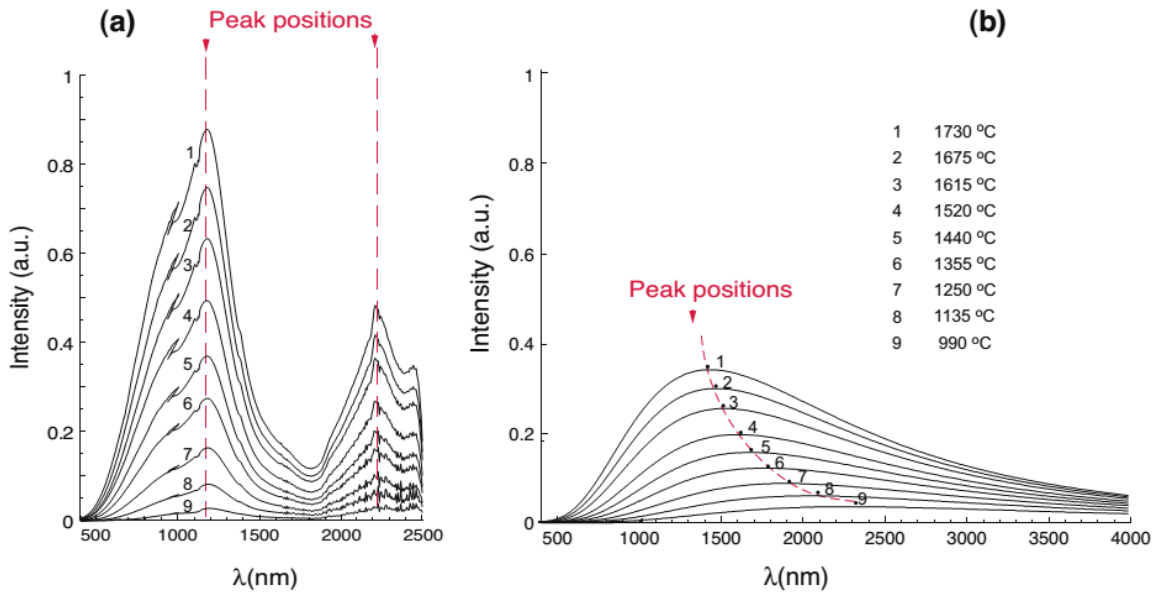 (a)
Peak positions
1
0.8
0.6
0.4
0.2
0
Intensity (a.u.)
1
2
3
4
5
6
7
8
9
500 1000 1500 2000 2500
λ(nm)
(b)
1
0.8
0.6
0.4
0.2
0
Intensity (a.u.)
1 1730 ºC
2 1675 ºC
3 1615 ºC
4 1520 ºC
5 1440 ºC
6 1355 ºC
7 1250 ºC
8 1135 ºC
9 990 ºC
Peak positions
1
2
3
4
5
6
7
8
9
500 1000 1500 2000 2500 3000 3500 4000
λ(nm)